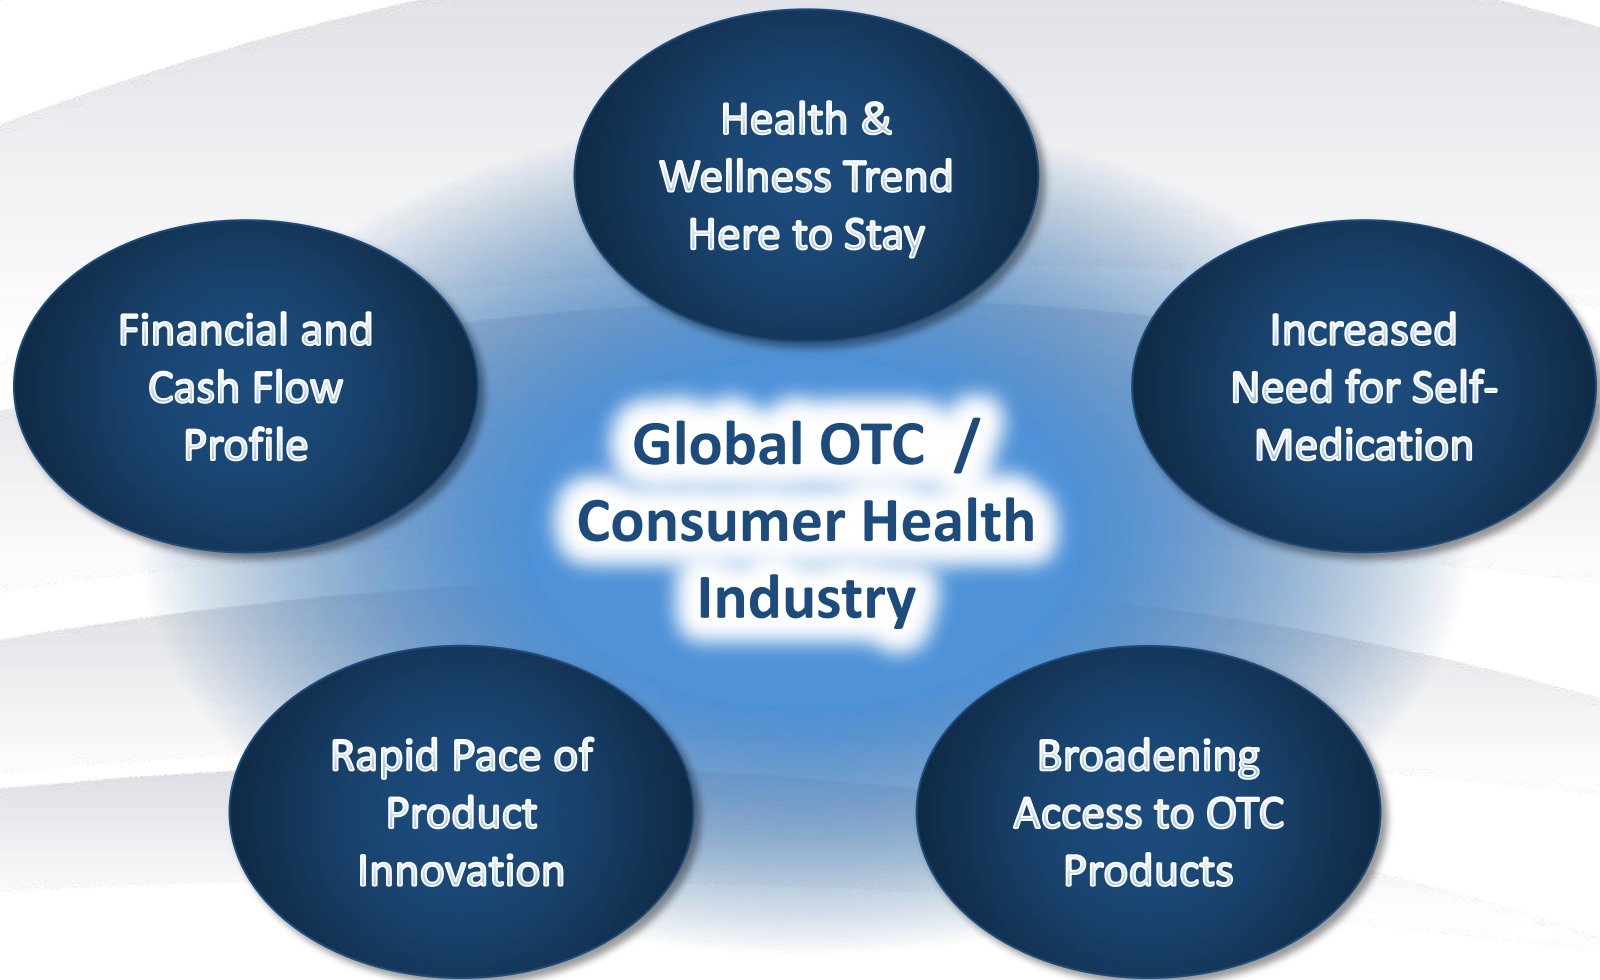 Health &
Wellness Trend
Here to Stay
Financial and
Cash Flow
Profile
Increased
Need for Self-
Medication
Global OTC  /
Consumer Health
Industry
Rapid Pace of
Product
Innovation
Broadening
Access to OTC
Products